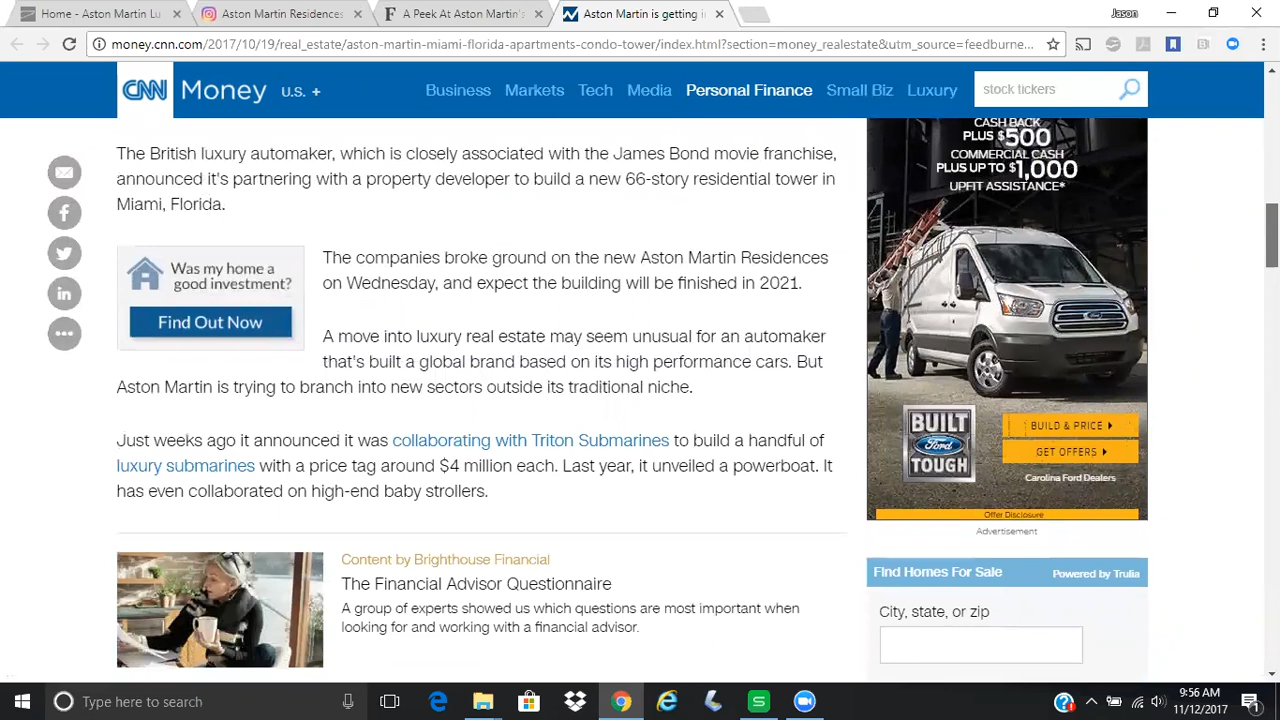 Home - Aston Martin Lu
Aston Martin Residences
A Peek At Aston Martin's
Aston Martin is getting i
Jason
money.cnn.com/2017/10/19/real_estate/aston-martin-miami-florida-apartments-condo-tower/index.html?section=money_realestate&utm_source=feedburne...
CNN Money U.S. +
Business Markets Tech Media Personal Finance Small Biz Luxury
stock tickers
The British luxury automaker, which is closely associated with the James Bond movie franchise,
announced it's partnering with a property developer to build a new 66-story residential tower in
Miami, Florida.
Was my home a
good investment?
Find Out Now
The companies broke ground on the new Aston Martin Residences
on Wednesday, and expect the building will be finished in 2021.
A move into luxury real estate may seem unusual for an automaker
that's built a global brand based on its high performance cars. But
Aston Martin is trying to branch into new sectors outside its traditional niche.
Just weeks ago it announced it was collaborating with Triton Submarines to build a handful of
luxury submarines with a price tag around $4 million each. Last year, it unveiled a powerboat. It
has even collaborated on high-end baby strollers.
Content by Brighthouse Financial
The Financial Advisor Questionnaire
A group of experts showed us which questions are most important when
looking for and working with a financial advisor.
CASH BACK
PLUS $500
COMMERCIAL CASH
PLUS UP TO $1,000
UPFIT ASSISTANCE*
BUILT
Ford
TOUGH
BUILD & PRICE
GET OFFERS
Carolina Ford Dealers
Offer Disclosure
Advertisement
Find Homes For Sale
Powered by Trulia
City, state, or zip
Type here to search
9:56 AM
11/12/2017